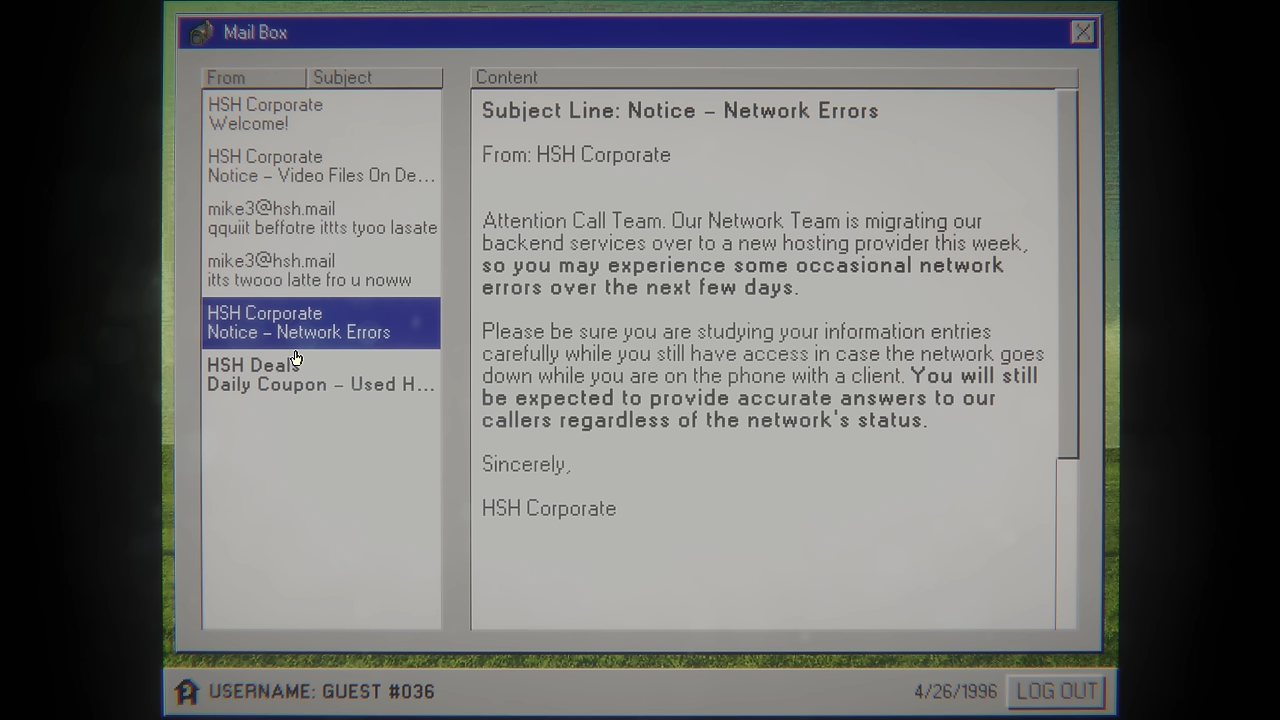 Mail Box
From Subject
HSH Corporate
Welcome!
HSH Corporate
Notice – Video Files On De...
mike3@hsh.mail
qquiit beffotre ittts tyoo lasate
mike3@hsh.mail
itts twooo latte fro u noww
HSH Corporate
Notice – Network Errors
HSH Deals
Daily Coupon – Used H...
Content
Subject Line: Notice – Network Errors
From: HSH Corporate
Attention Call Team. Our Network Team is migrating our
backend services over to a new hosting provider this week,
so you may experience some occasional network
errors over the next few days.
Please be sure you are studying your information entries
carefully while you still have access in case the network goes
down while you are on the phone with a client. You will still
be expected to provide accurate answers to our
callers regardless of the network's status.
Sincerely,
HSH Corporate
USERNAME: GUEST #036
4/26/1996
LOG OUT